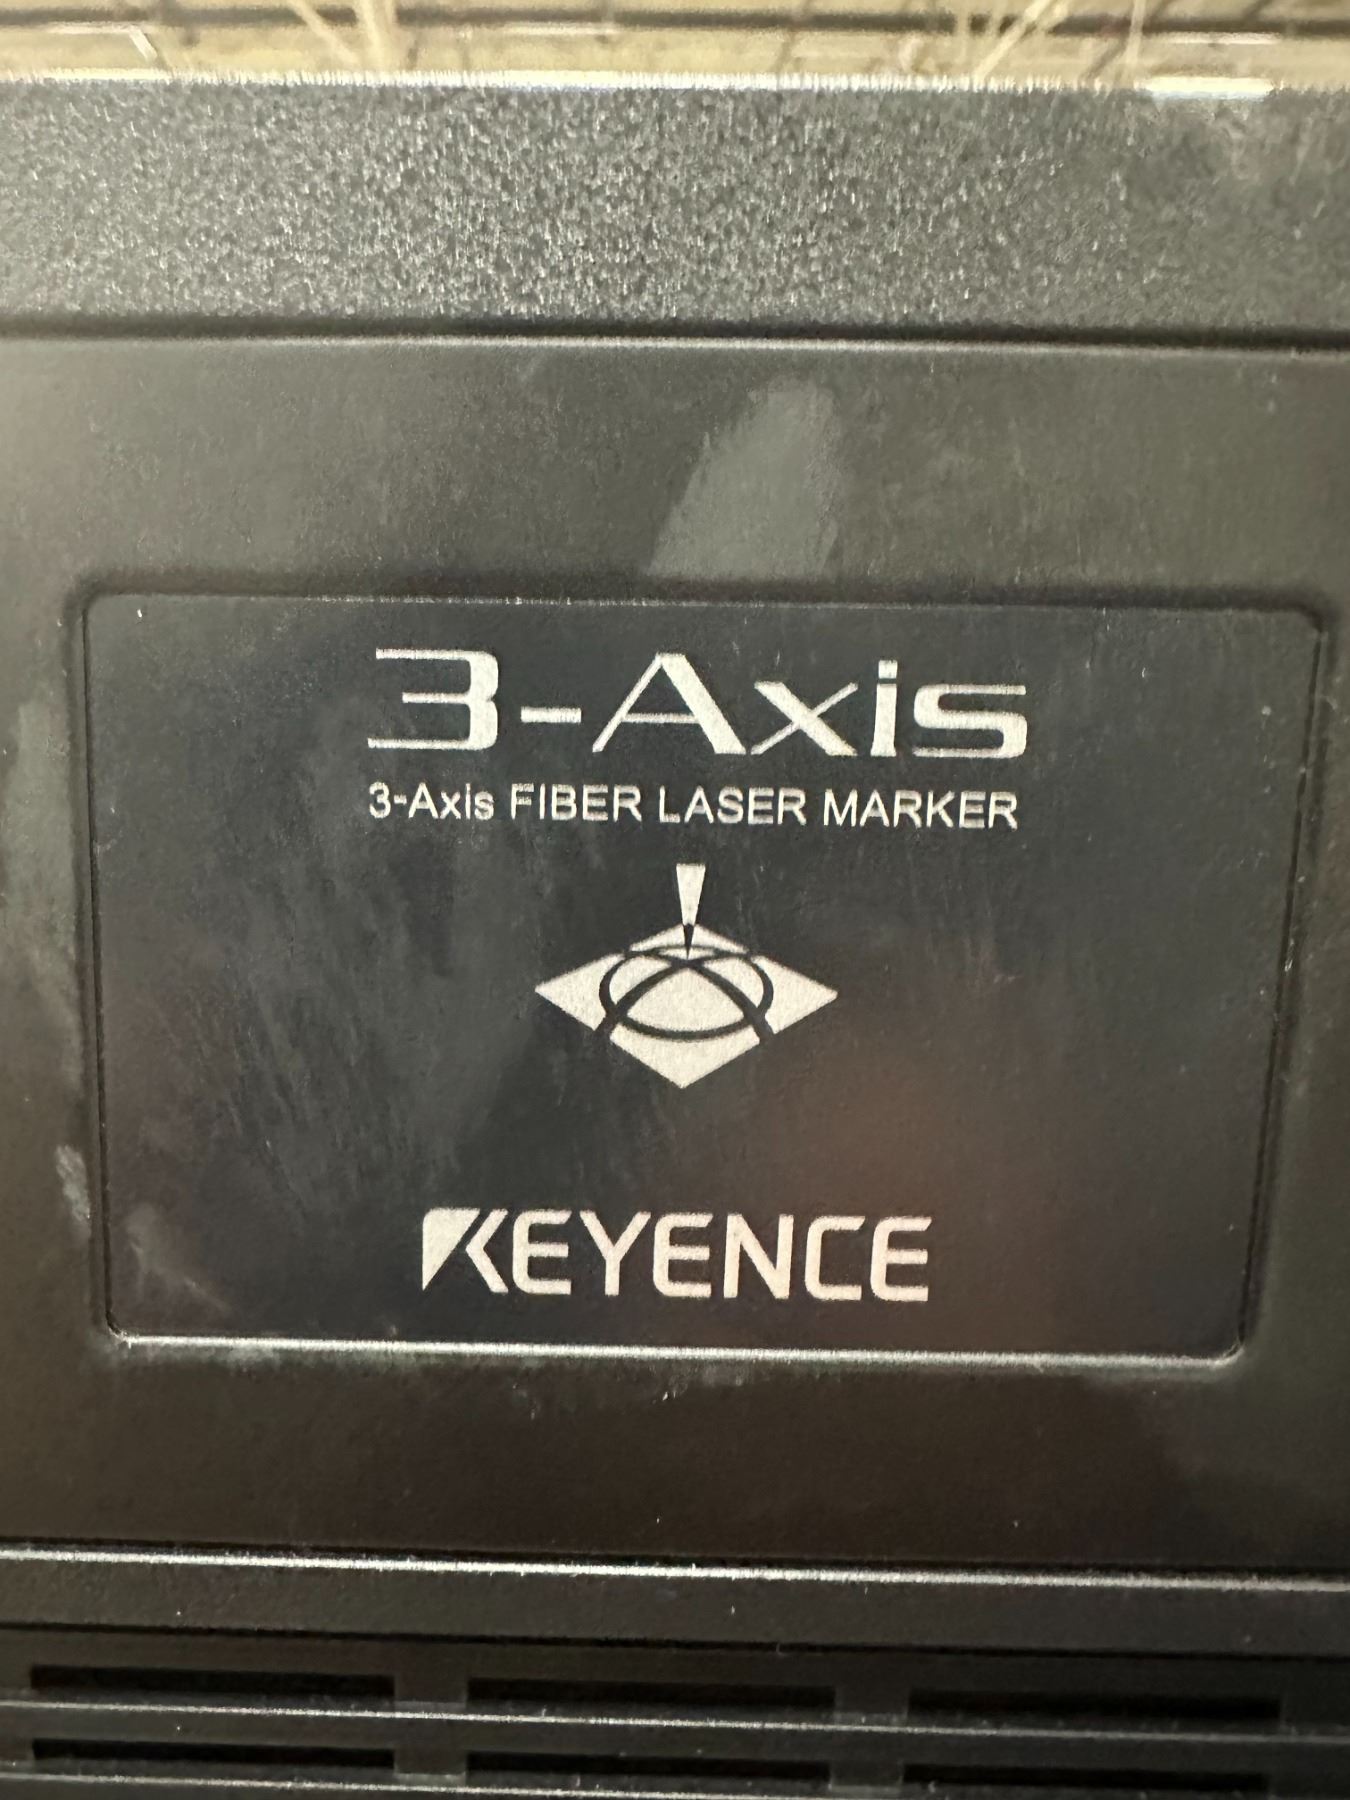 3-Axis
3-Axis FIBER LASER MARKER
KEYENCE